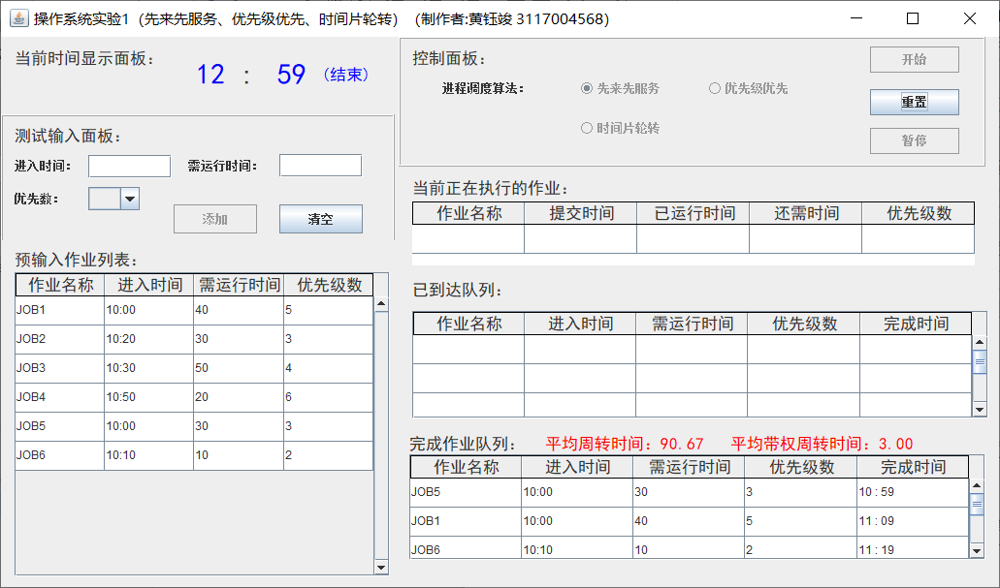 操作系统实验1（先来先服务、优先级优先、时间片轮转）（制作者:黄钰竣 3117004568）
当前时间显示面板：
12 : 59 （结束）
测试输入面板：
进入时间： 需运行时间：
优先数：
添加 清空
预输入作业列表：
作业名称 进入时间 需运行时间 优先级数
JOB1 10:00 40 5
JOB2 10:20 30 3
JOB3 10:30 50 4
JOB4 10:50 20 6
JOB5 10:00 30 3
JOB6 10:10 10 2
控制面板：
进程调度算法： 先来先服务 优先级优先
时间片轮转
开始
重置
暂停
当前正在执行的作业：
作业名称 提交时间 已运行时间 还需时间 优先级数
已到达队列：
作业名称 进入时间 需运行时间 优先级数 完成时间
完成作业队列： 平均周转时间：90.67 平均带权周转时间：3.00
作业名称 进入时间 需运行时间 优先级数 完成时间
JOB5 10:00 30 3 10 : 59
JOB1 10:00 40 5 11 : 09
JOB6 10:10 10 2 11 : 19